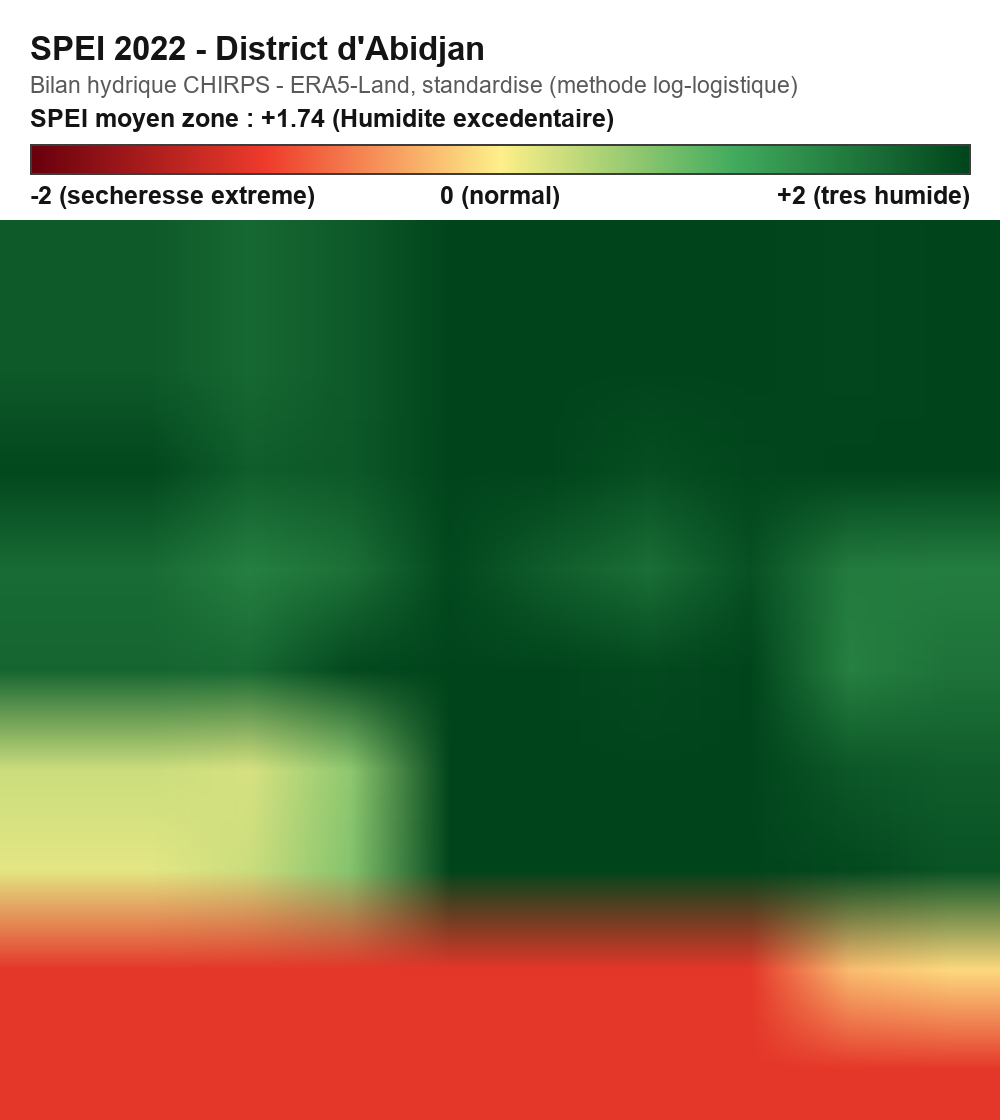 SPEI 2022 - District d'Abidjan
Bilan hydrique CHIRPS - ERA5-Land, standardise (methode log-logistique)
SPEI moyen zone : +1.74 (Humidite excedentaire)
-2 (secheresse extreme) 0 (normal) +2 (tres humide)